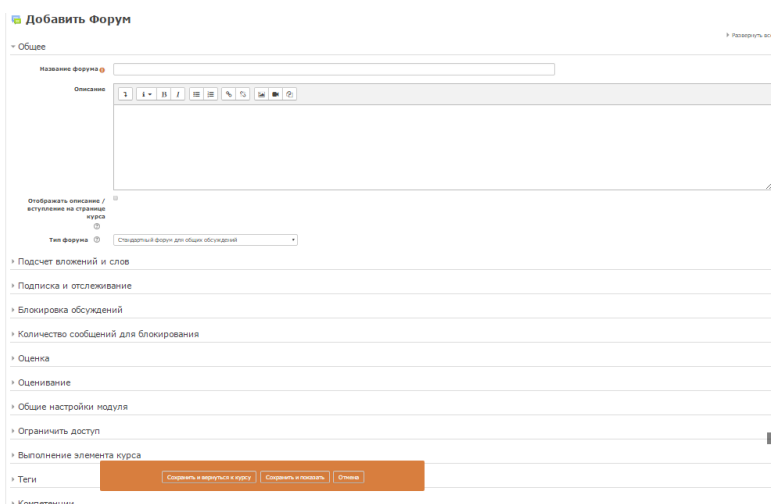 Добавить Форум
Развернуть все
Общее
Название форума
Описание
Отображать описание /
вступление на странице
курса
Тип форума
Стандартный форум для общих обсуждений
Подсчет вложений и слов
Подписка и отслеживание
Блокировка обсуждений
Количество сообщений для блокирования
Оценка
Оценивание
Общие настройки модуля
Ограничить доступ
Выполнение элемента курса
Сохранить и вернуться к курсу Сохранить и показать Отмена
Теги
Компетенции